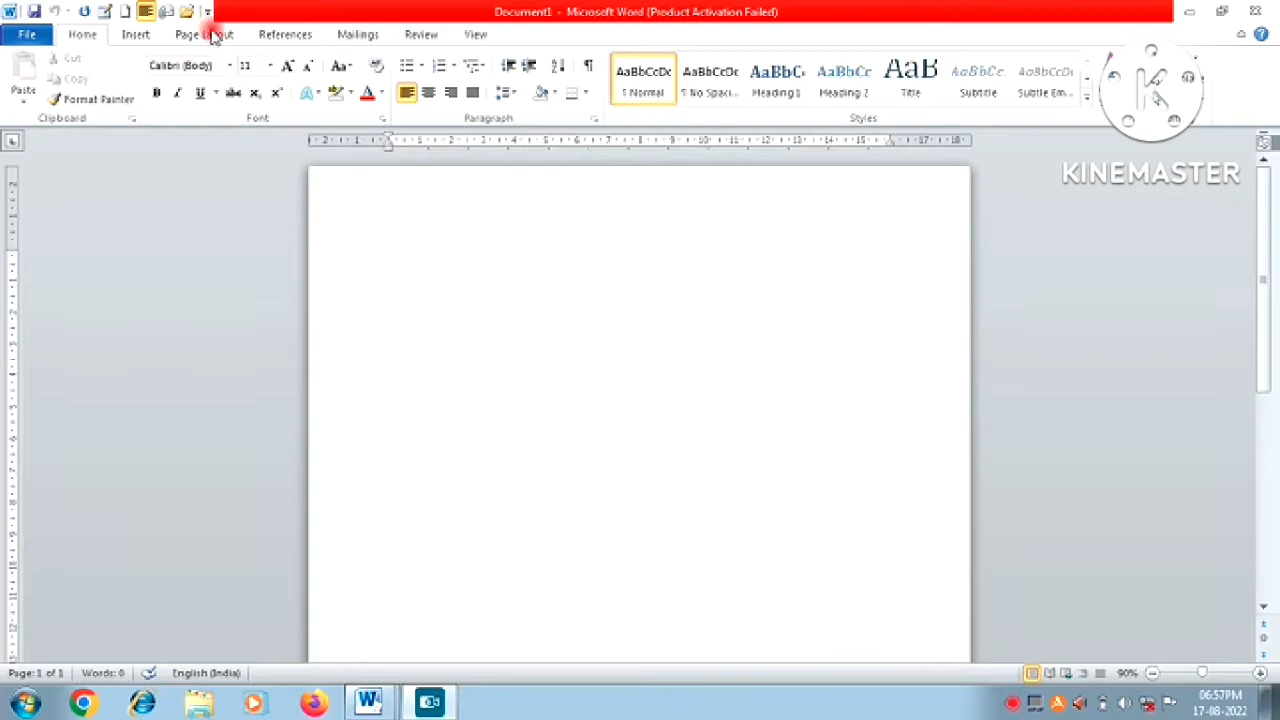 Document1 - Microsoft Word (Product Activation Failed)
File Home Insert Page Layout References Mailings Review View
Cut
Copy
Paste
Format Painter
Clipboard
Calibri (Body) 11
Font
Paragraph
AaBbCcDc AaBbCcDc AaBbC AaBbCc AaB AaBbCc. AaBbCcDc
¶ Normal ¶ No Spaci... Heading 1 Heading 2 Title Subtitle Subtle Em...
Styles
KINEMASTER
Page: 1 of 1 Words: 0 English (India) 90%
06:57PM
17-08-2022